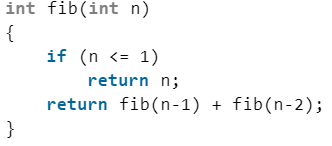 int fib(int n)
{
    if (n <= 1)
        return n;
    return fib(n-1) + fib(n-2);
}